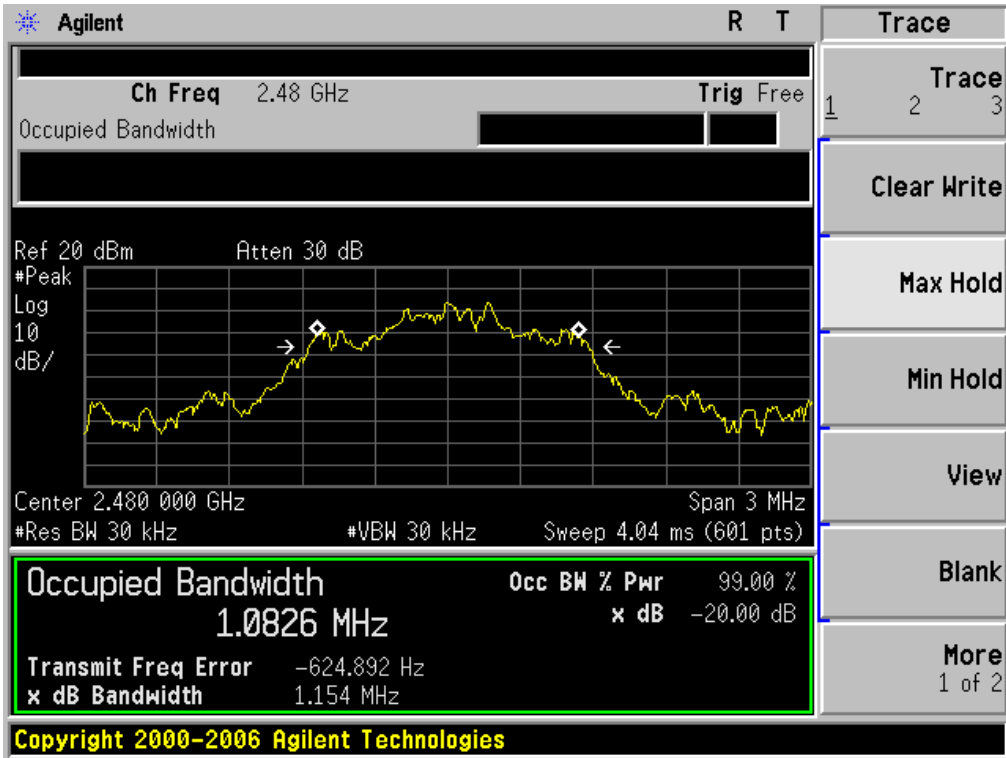 Agilent R T Trace
Ch Freq 2.48 GHz Trig Free
Occupied Bandwidth
Ref 20 dBm Atten 30 dB
#Peak
Log
10
dB/
Center 2.480 000 GHz Span 3 MHz
#Res BW 30 kHz #VBW 30 kHz Sweep 4.04 ms (601 pts)
Occupied Bandwidth Occ BW % Pwr 99.00 %
1.0826 MHz x dB -20.00 dB
Transmit Freq Error -624.892 Hz
x dB Bandwidth 1.154 MHz
Copyright 2000-2006 Agilent Technologies
Trace
1 2 3
Clear Write
Max Hold
Min Hold
View
Blank
More
1 of 2